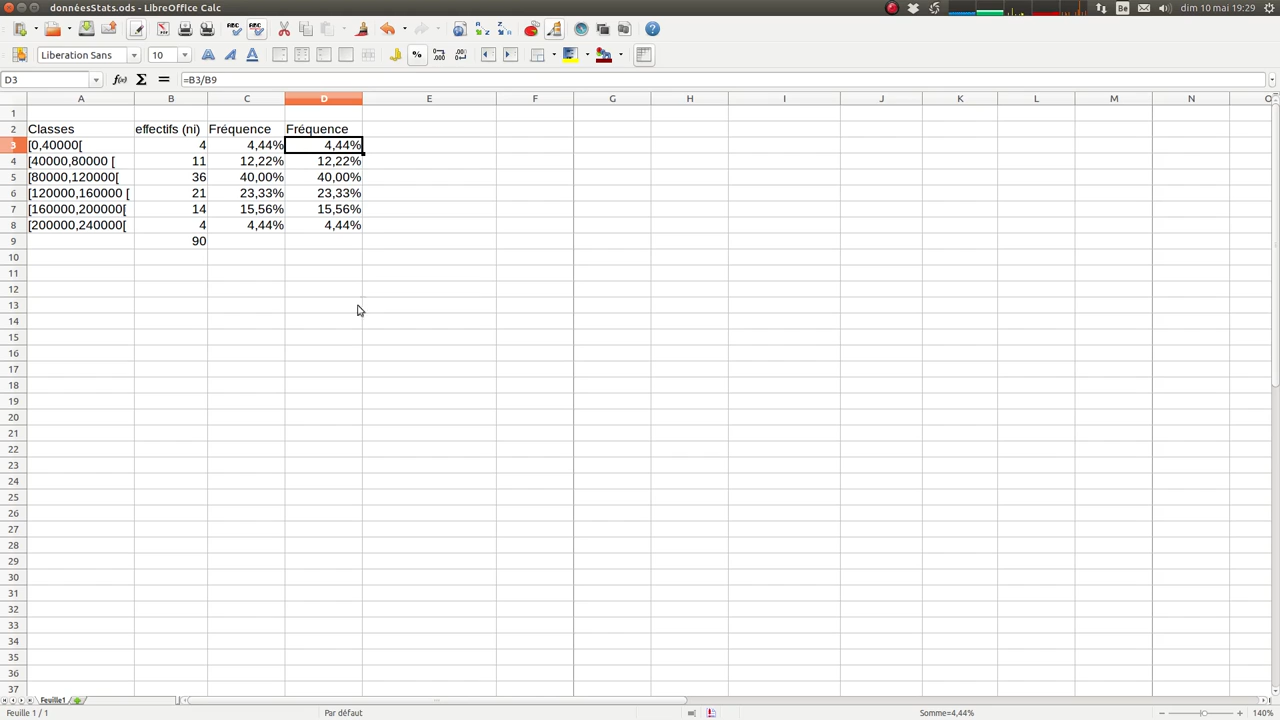 donnéesStats.ods - LibreOffice Calc
Be
dim 10 mai 19:29
Liberation Sans
10
%
D3
=B3/B9
A B C D E F G H I J K L M N O
1
2 Classes effectifs (ni) Fréquence Fréquence
3 [0,40000[ 4 4,44% 4,44%
4 [40000,80000 [ 11 12,22% 12,22%
5 [80000,120000[ 36 40,00% 40,00%
6 [120000,160000 [ 21 23,33% 23,33%
7 [160000,200000[ 14 15,56% 15,56%
8 [200000,240000[ 4 4,44% 4,44%
9 90
10
11
12
13
14
15
16
17
18
19
20
21
22
23
24
25
26
27
28
29
30
31
32
33
34
35
36
37
Feuille1
Feuille 1 / 1 Par défaut Somme=4,44% 140%